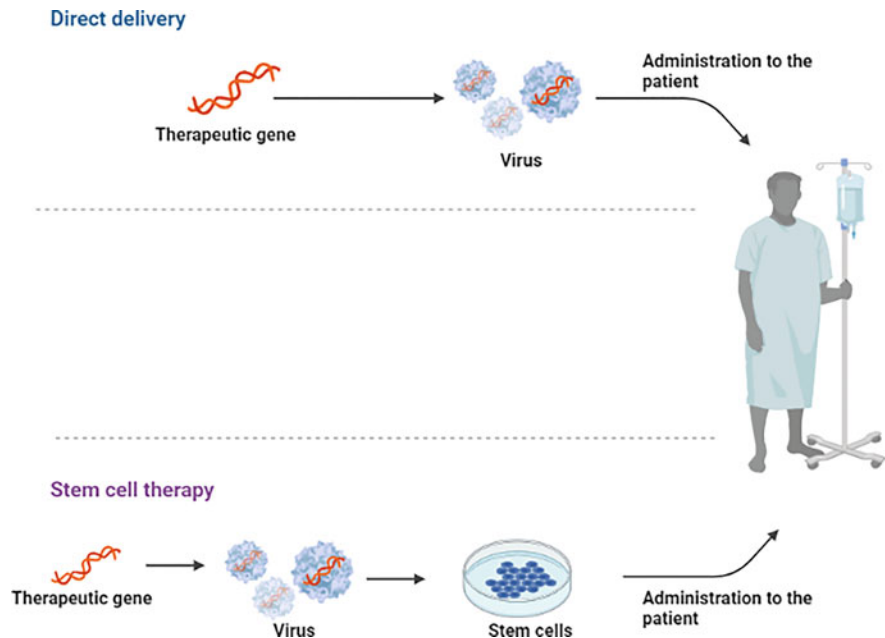 Direct delivery
Administration to the
patient
Therapeutic gene
Virus
Stem cell therapy
Therapeutic gene
Virus
Stem cells
Administration to the
patient